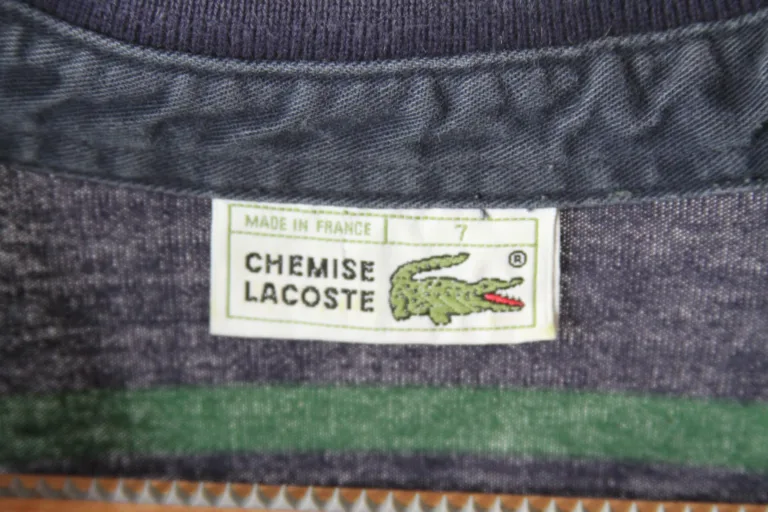 MADE IN FRANCE 7
CHEMISE
LACOSTE
®